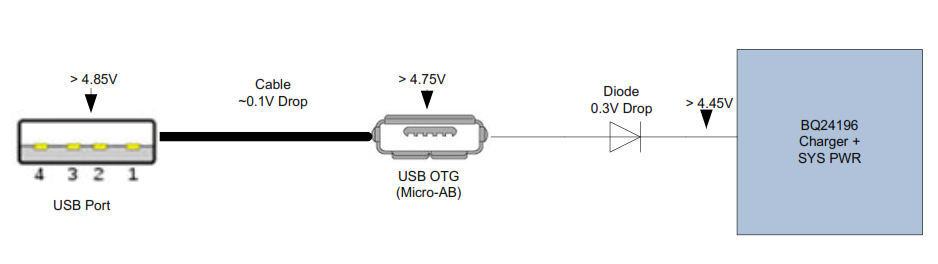 > 4.85V
Cable
~0.1V Drop
> 4.75V
Diode
0.3V Drop
> 4.45V
BQ24196
Charger +
SYS PWR
4 3 2 1
USB Port
USB OTG
(Micro-AB)